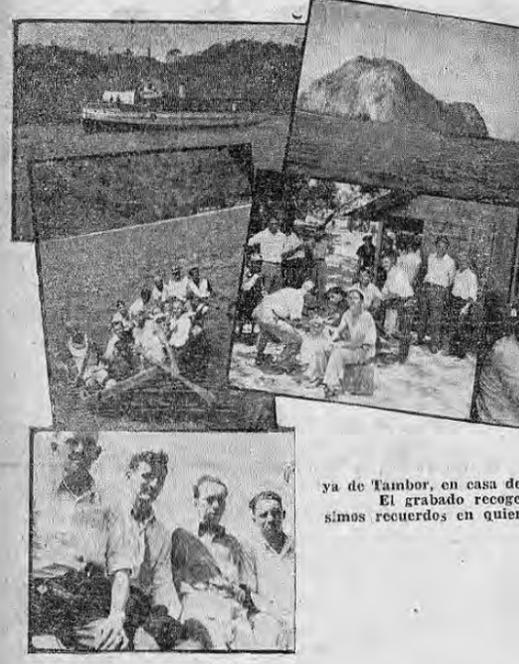 ya de Tambor, en casa de
El grabado recoge
simos recuerdos en quien